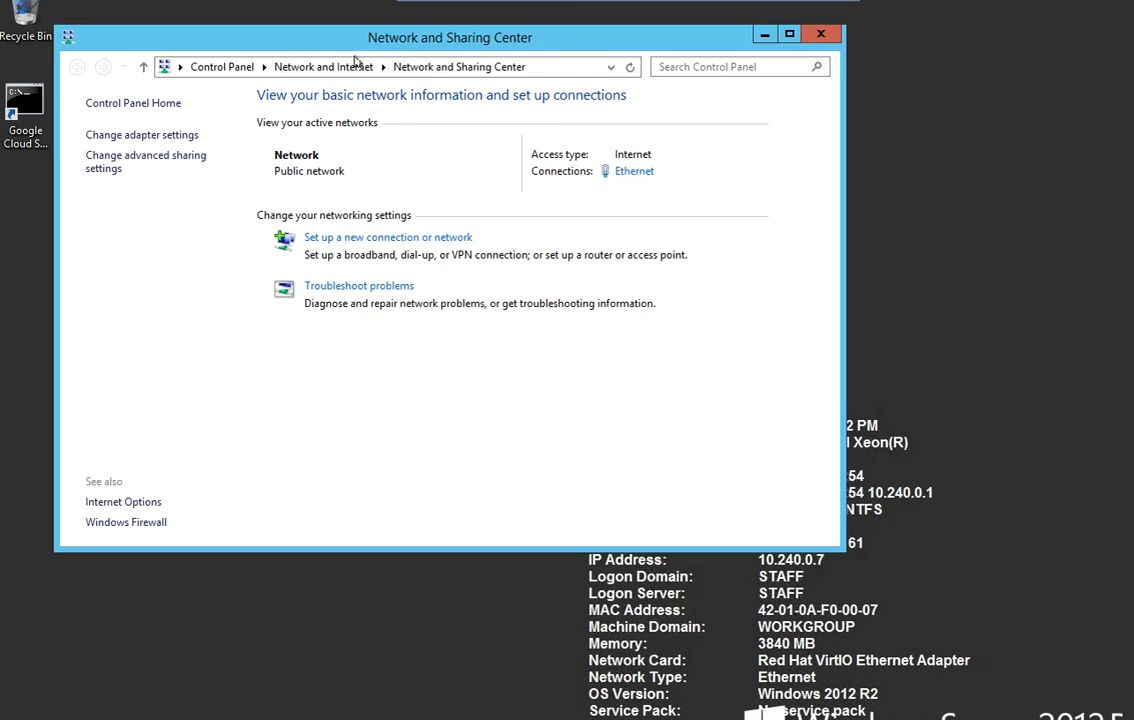 Recycle Bin
Google
Cloud S...
Network and Sharing Center
Control Panel Network and Internet Network and Sharing Center
Search Control Panel
Control Panel Home
Change adapter settings
Change advanced sharing
settings
See also
Internet Options
Windows Firewall
View your basic network information and set up connections
View your active networks
Network
Public network
Access type: Internet
Connections: Ethernet
Change your networking settings
Set up a new connection or network
Set up a broadband, dial-up, or VPN connection; or set up a router or access point.
Troubleshoot problems
Diagnose and repair network problems, or get troubleshooting information.
2 PM
l Xeon(R)
54
54 10.240.0.1
NTFS
61
IP Address: 10.240.0.7
Logon Domain: STAFF
Logon Server: STAFF
MAC Address: 42-01-0A-F0-00-07
Machine Domain: WORKGROUP
Memory: 3840 MB
Network Card: Red Hat VirtIO Ethernet Adapter
Network Type: Ethernet
OS Version: Windows 2012 R2
Service Pack: No service pack